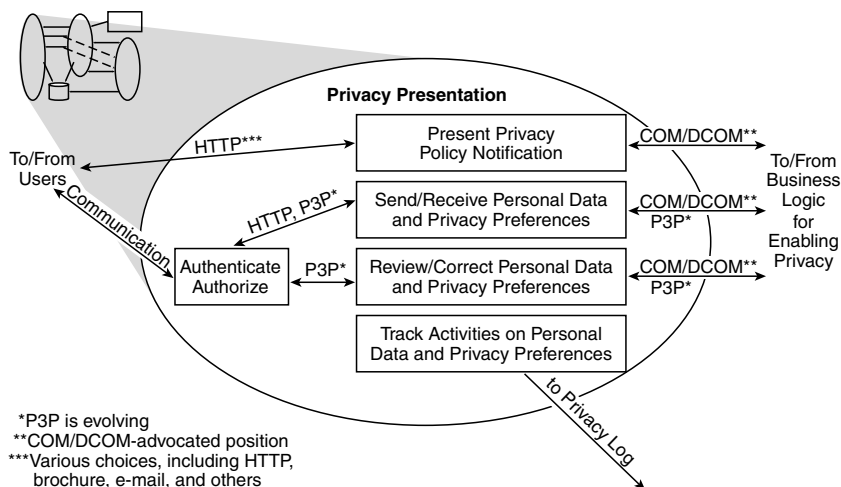 Privacy Presentation
HTTP***
Present Privacy
Policy Notification
COM/DCOM**
To/From
Users
To/From
Business
Logic
for
Enabling
Privacy
Communication
HTTP, P3P*
Send/Receive Personal Data
and Privacy Preferences
COM/DCOM**
P3P*
Authenticate
Authorize
P3P*
Review/Correct Personal Data
and Privacy Preferences
COM/DCOM**
P3P*
Track Activities on Personal
Data and Privacy Preferences
to Privacy Log
*P3P is evolving
**COM/DCOM-advocated position
***Various choices, including HTTP,
brochure, e-mail, and others